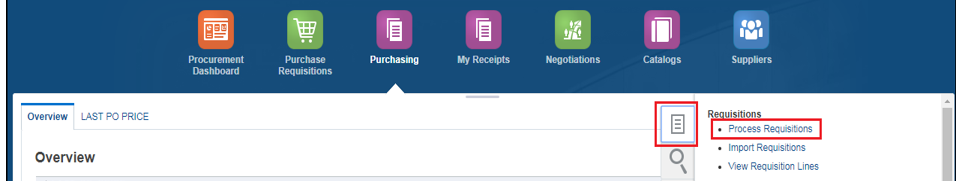 Procurement
Dashboard
Purchase
Requisitions
Purchasing
My Receipts
Negotiations
Catalogs
Suppliers
Overview
LAST PO PRICE
Overview
Requisitions
• Process Requisitions
• Import Requisitions
• View Requisition Lines